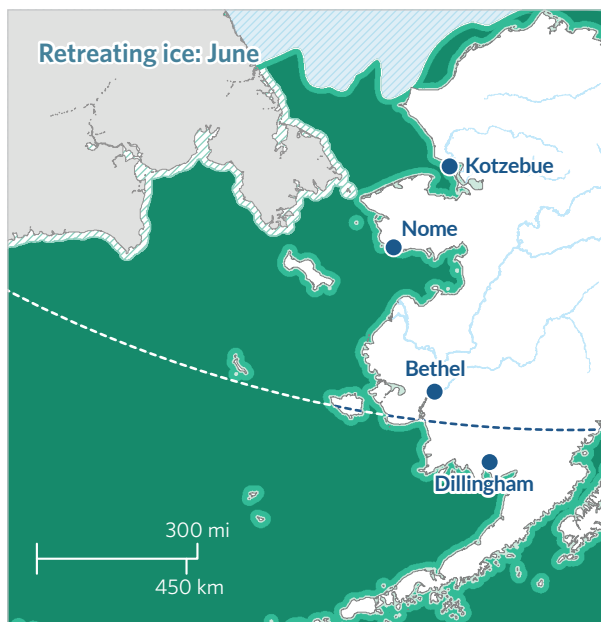 Retreating ice: June
Kotzebue
Nome
Bethel
Dillingham
300 mi
450 km